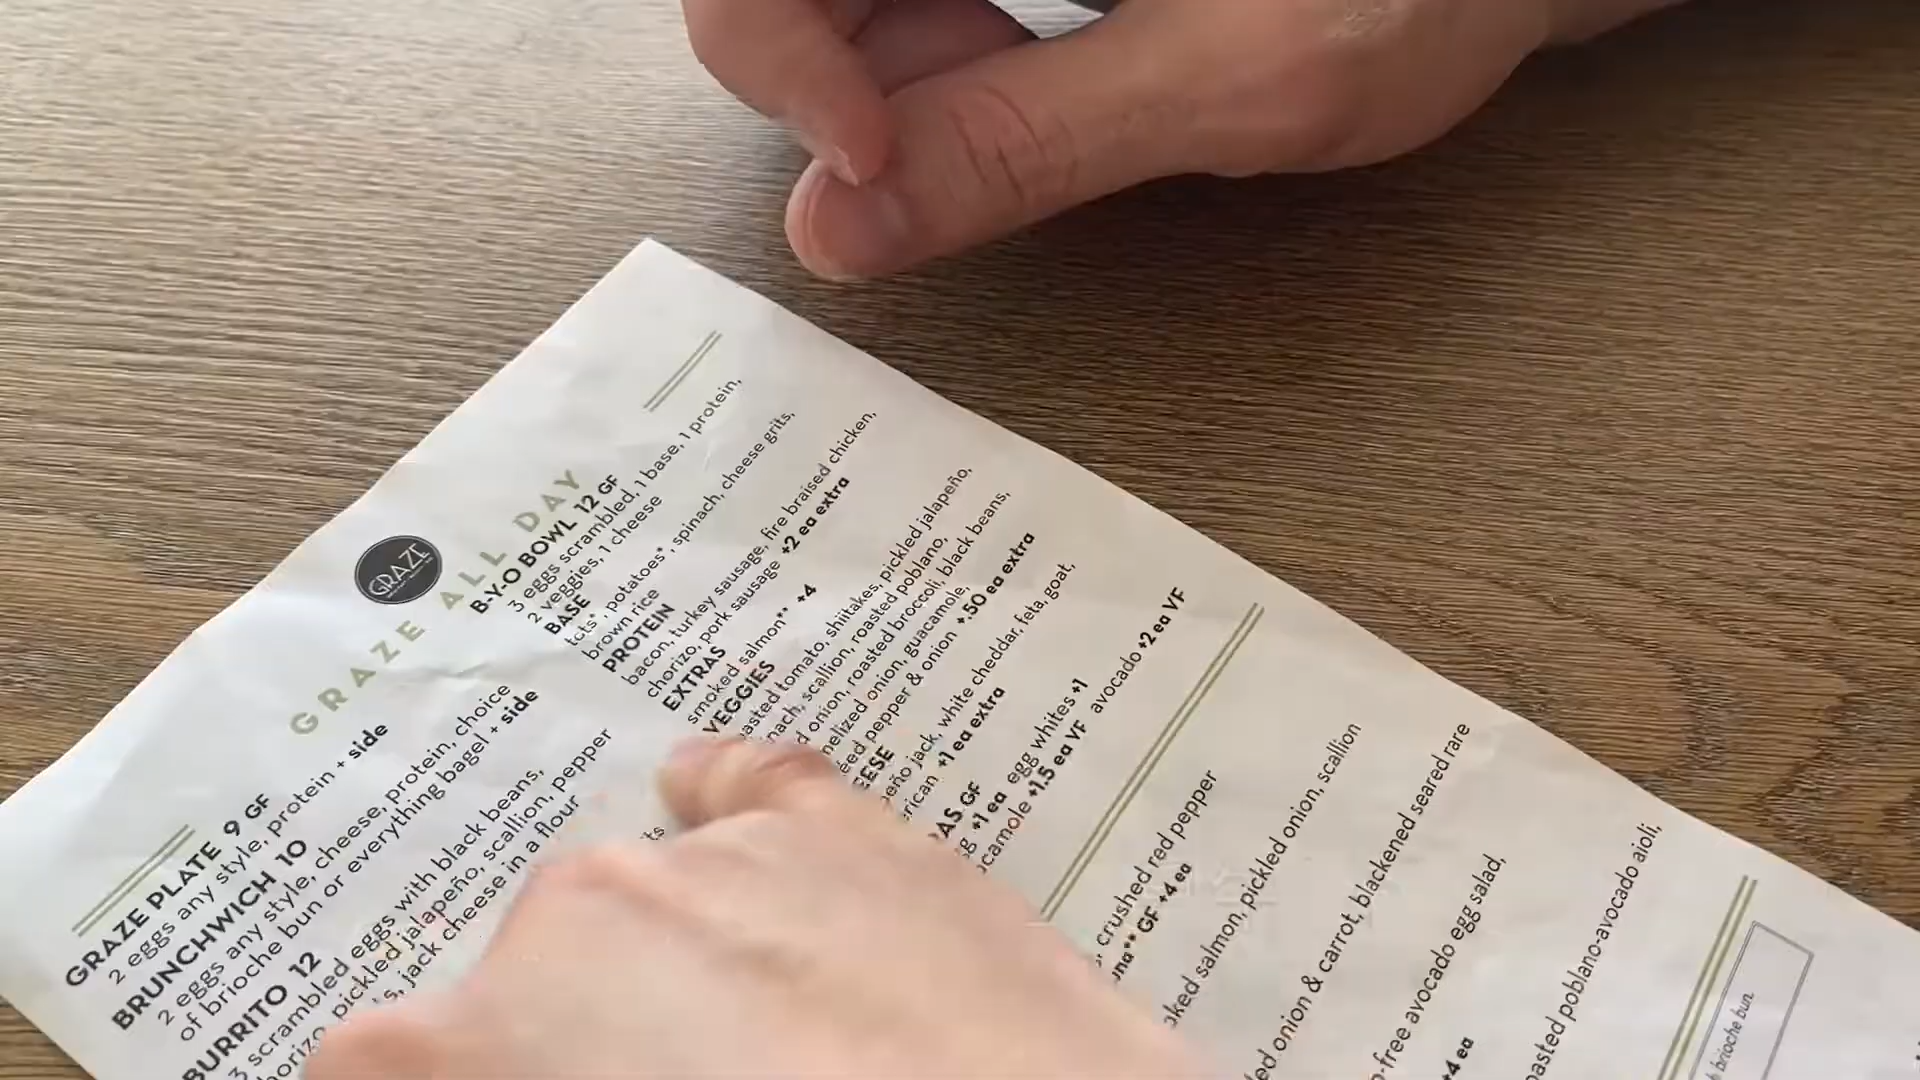 GRAZE
GRAZE ALL DAY
GRAZE PLATE 9 GF
2 eggs any style, protein + side
BRUNCHWICH 10
2 eggs any style, cheese, protein, choice
of brioche bun or everything bagel + side
BURRITO 12
3 scrambled eggs with black beans,
pickled jalapeño, scallion, pepper
jack cheese in a flour
B-Y-O BOWL 12 GF
3 eggs scrambled, 1 base, 1 protein,
2 veggies, 1 cheese
BASE
potatoes*, spinach, cheese grits,
brown rice
PROTEIN
bacon, turkey sausage, fire braised chicken,
chorizo, pork sausage +2 ea extra
EXTRAS
smoked salmon** +4
VEGGIES
tomato, shiitakes, pickled jalapeño,
scallion, roasted poblano,
onion, roasted broccoli, black beans,
onion, guacamole,
pepper & onion +.50 ea extra
jack, white cheddar, feta, goat,
+1 ea extra
GF
+1 ea egg whites +1
+1.5 ea VF avocado +2 ea VF
crushed red pepper
GF +4 ea
salmon, pickled onion, scallion
onion & carrot, blackened seared rare
avocado egg salad,
+4 ea
poblano-avocado aioli,
brioche bun